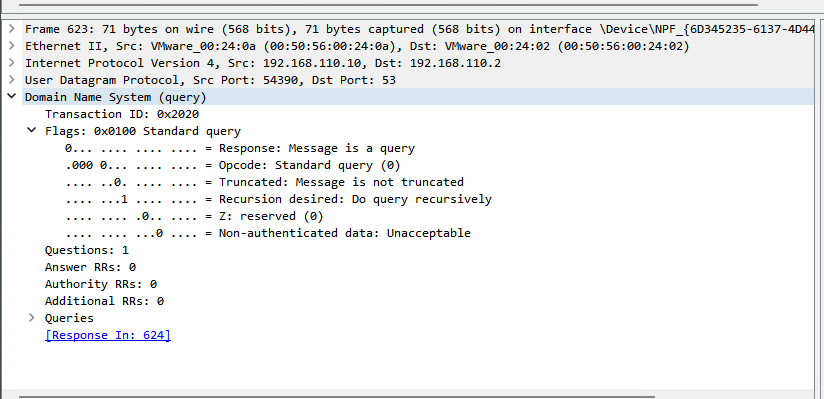 Frame 623: 71 bytes on wire (568 bits), 71 bytes captured (568 bits) on interface \Device\NPF_{6D345235-6137-4D44
Ethernet II, Src: VMware_00:24:0a (00:50:56:00:24:0a), Dst: VMware_00:24:02 (00:50:56:00:24:02)
Internet Protocol Version 4, Src: 192.168.110.10, Dst: 192.168.110.2
User Datagram Protocol, Src Port: 54390, Dst Port: 53
Domain Name System (query)
Transaction ID: 0x2020
Flags: 0x0100 Standard query
0... .... .... .... = Response: Message is a query
.000 0... .... .... = Opcode: Standard query (0)
.... ..0. .... .... = Truncated: Message is not truncated
.... ...1 .... .... = Recursion desired: Do query recursively
.... .... .0.. .... = Z: reserved (0)
.... .... ...0 .... = Non-authenticated data: Unacceptable
Questions: 1
Answer RRs: 0
Authority RRs: 0
Additional RRs: 0
Queries
[Response In: 624]